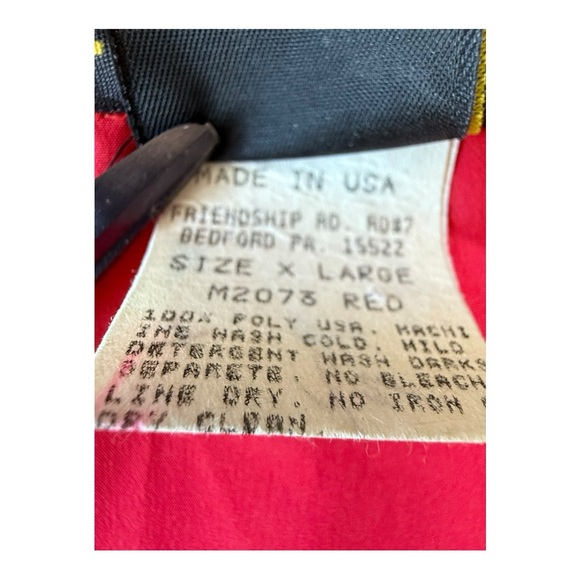 MADE IN USA
FRIENDSHIP RD. RD#7
BEDFORD PA. 15522
SIZE X LARGE
M2073 RED
100% POLY USA. MACHI
INE WASH COLD. MILD
DETERGENT WASH DARKS
SEPARETE. NO BLEACH
LINE DRY. NO IRON
DRY CLEAN